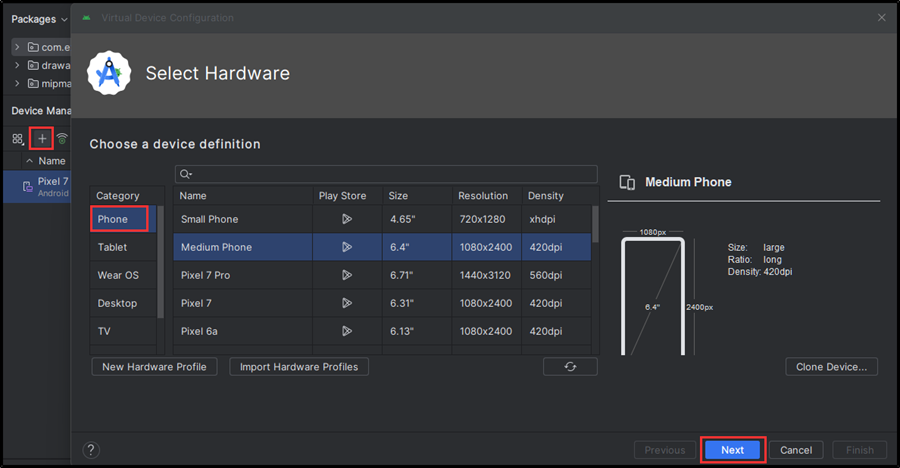 Packages
Virtual Device Configuration
com.e
drawa
mipma
Select Hardware
Device Mana
Name
Pixel 7
Android
Choose a device definition
Category
Phone
Tablet
Wear OS
Desktop
TV
Name Play Store Size Resolution Density
Small Phone 4.65" 720x1280 xhdpi
Medium Phone 6.4" 1080x2400 420dpi
Pixel 7 Pro 6.71" 1440x3120 560dpi
Pixel 7 6.31" 1080x2400 420dpi
Pixel 6a 6.13" 1080x2400 420dpi
New Hardware Profile
Import Hardware Profiles
Medium Phone
1080px
6.4"
2400px
Size: large
Ratio: long
Density: 420dpi
Clone Device...
?
Previous
Next
Cancel
Finish